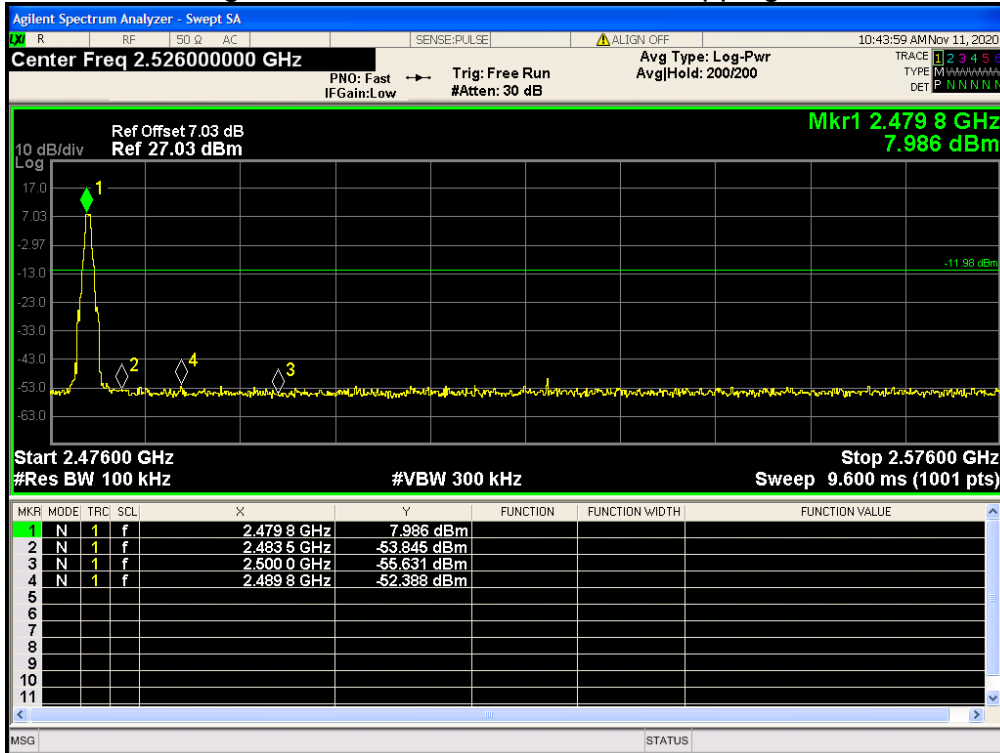 Agilent Spectrum Analyzer - Swept SA
LXI R RF 50 Ω AC SENSE:PULSE ALIGN OFF 10:43:59 AM Nov 11, 2020
Center Freq 2.526000000 GHz
PNO: Fast
IFGain:Low
Trig: Free Run
#Atten: 30 dB
Avg Type: Log-Pwr
Avg|Hold: 200/200
TRACE 1 2 3 4 5 6
TYPE M
DET P N N N N N
Mkr1 2.479 8 GHz
7.986 dBm
Ref Offset 7.03 dB
10 dB/div Ref 27.03 dBm
Log
17.0
7.03
-2.97
-13.0
-23.0
-33.0
-43.0
-53.0
-63.0
1
2
4
3
-11.98 dBm
Start 2.47600 GHz Stop 2.57600 GHz
#Res BW 100 kHz #VBW 300 kHz Sweep 9.600 ms (1001 pts)
MKR MODE TRC SCL X Y FUNCTION FUNCTION WIDTH FUNCTION VALUE
1 N 1 f 2.479 8 GHz 7.986 dBm
2 N 1 f 2.483 5 GHz -53.845 dBm
3 N 1 f 2.500 0 GHz -55.631 dBm
4 N 1 f 2.489 8 GHz -52.388 dBm
5
6
7
8
9
10
11
MSG STATUS